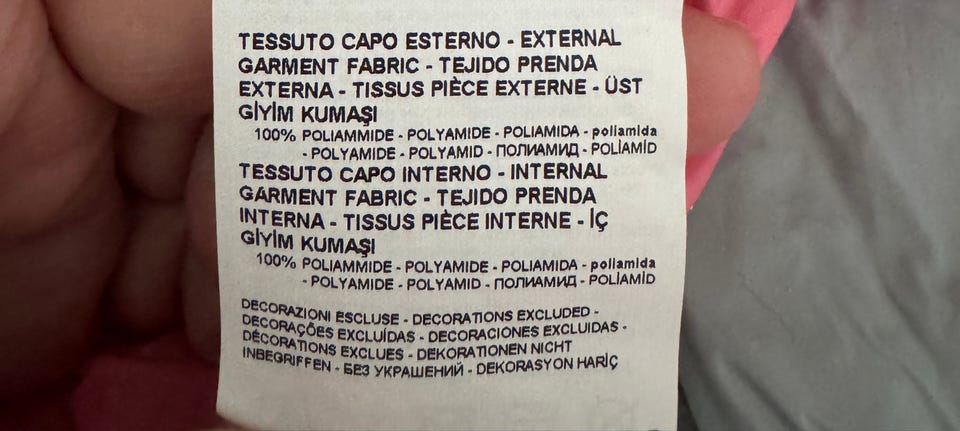 TESSUTO CAPO ESTERNO - EXTERNAL
GARMENT FABRIC - TEJIDO PRENDA
EXTERNA - TISSUS PIÈCE EXTERNE - ÜST
GİYİM KUMAŞI
100% POLIAMMIDE - POLYAMIDE - POLIAMIDA - poliamida
- POLYAMIDE - POLYAMID - ПОЛИАМИД - POLİAMİD
TESSUTO CAPO INTERNO - INTERNAL
GARMENT FABRIC - TEJIDO PRENDA
INTERNA - TISSUS PIÈCE INTERNE - İÇ
GİYİM KUMAŞI
100% POLIAMMIDE - POLYAMIDE - POLIAMIDA - poliamida
- POLYAMIDE - POLYAMID - ПОЛИАМИД - POLİAMİD
DECORAZIONI ESCLUSE - DECORATIONS EXCLUDED -
DECORAÇÕES EXCLUÍDAS - DECORACIONES EXCLUIDAS -
DÉCORATIONS EXCLUES - DEKORATIONEN NICHT
INBEGRIFFEN - БЕЗ УКРАШЕНИЙ - DEKORASYON HARİÇ